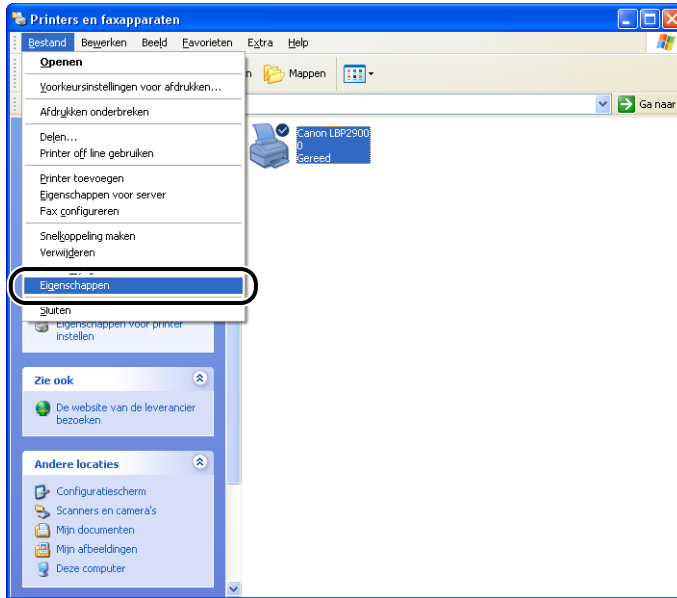 Printers en faxapparaten
Bestand Bewerken Beeld Favorieten Extra Help
Openen
Voorkeursinstellingen voor afdrukken...
n Mappen
Afdrukken onderbreken
Ga naar
Delen...
Printer off line gebruiken
Printer toevoegen
Eigenschappen voor server
Fax configureren
Snelkoppeling maken
Verwijderen
Eigenschappen
Sluiten
Canon LBP2900
0
Gereed
Eigenschappen voor printer
instellen
Zie ook
De website van de leverancier
bezoeken
Andere locaties
Configuratiescherm
Scanners en camera's
Mijn documenten
Mijn afbeeldingen
Deze computer